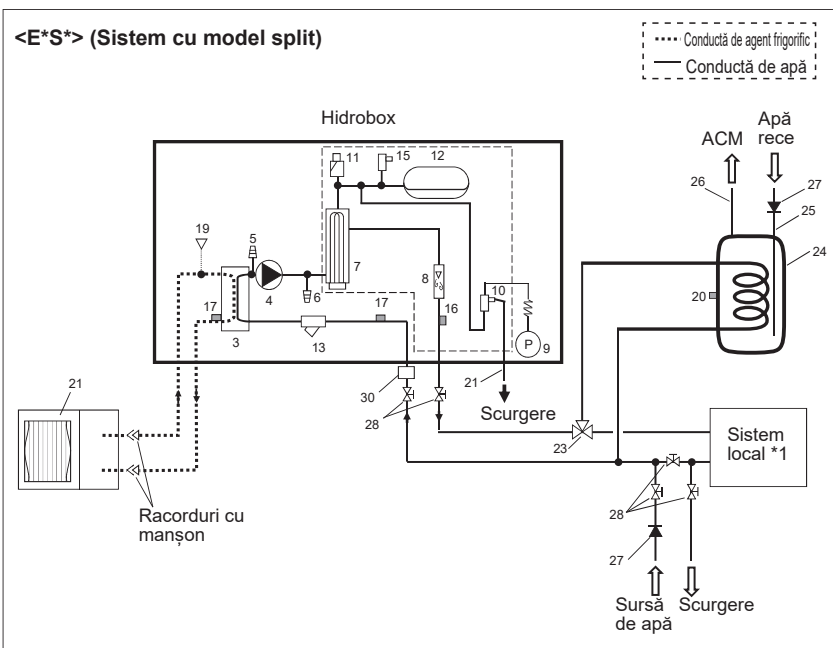 <E*S*> (Sistem cu model split)
Conductă de agent frigorific
Conductă de apă
Hidrobox
ACM
Apă
rece
11
15
12
26
27
25
19
5
24
7
8
4
6
10
20
17
16
17
3
13
9
P
21
30
21
28
Scurgere
23
Sistem
local *1
Racorduri cu
manșon
28
27
Sursă
de apă
Scurgere